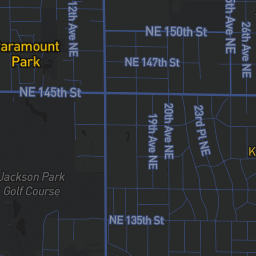 12th Ave NE
NE 150th St
26th Ave NE
Paramount
Park
NE 147th St
NE 145th St
19th Ave NE
20th Ave NE
23rd Pl NE
Jackson Park
Golf Course
NE 135th St